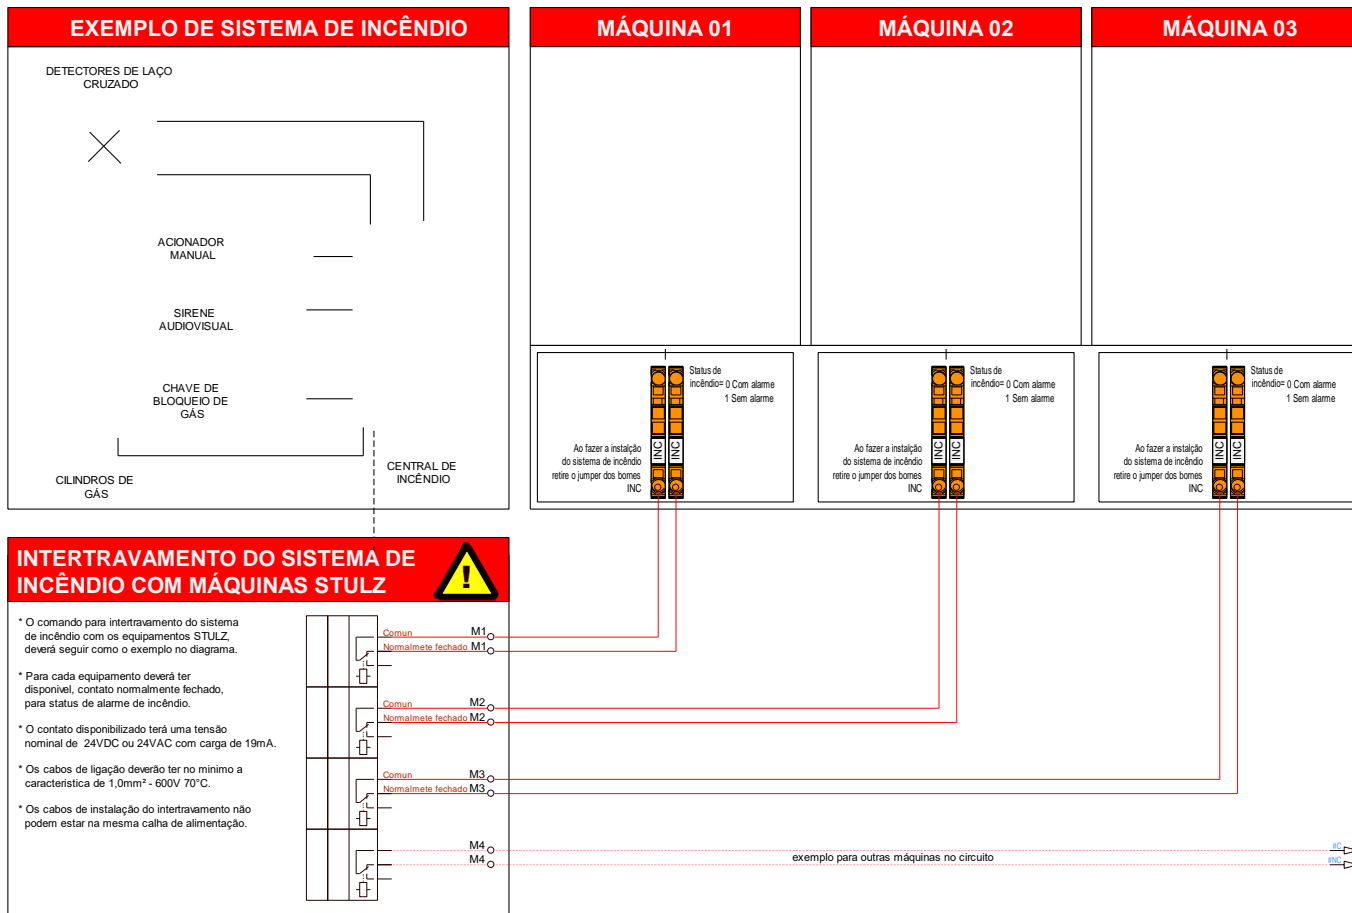 EXEMPLO DE SISTEMA DE INCÊNDIO
DETECTORES DE LAÇO
CRUZADO
ACIONADOR
MANUAL
SIRENE
AUDIOVISUAL
CHAVE DE
BLOQUEIO DE
GÁS
CILINDROS DE
GÁS
CENTRAL DE
INCÊNDIO
MÁQUINA 01
Status de
incêndio= 0 Com alarme
1 Sem alarme
Ao fazer a instalção
do sistema de incêndio
retire o jumper dos bornes
INC
INC
INC
MÁQUINA 02
Status de
incêndio= 0 Com alarme
1 Sem alarme
Ao fazer a instalção
do sistema de incêndio
retire o jumper dos bornes
INC
INC
INC
MÁQUINA 03
Status de
incêndio= 0 Com alarme
1 Sem alarme
Ao fazer a instalção
do sistema de incêndio
retire o jumper dos bornes
INC
INC
INC
INTERTRAVAMENTO DO SISTEMA DE
INCÊNDIO COM MÁQUINAS STULZ
!
* O comando para intertravamento do sistema
de incêndio com os equipamentos STULZ,
deverá seguir como o exemplo no diagrama.
* Para cada equipamento deverá ter
disponivel, contato normalmente fechado,
para status de alarme de incêndio.
* O contato disponibilizado terá uma tensão
nominal de 24VDC ou 24VAC com carga de 19mA.
* Os cabos de ligação deverão ter no minimo a
caracteristica de 1,0mm² - 600V 70°C.
* Os cabos de instalação do intertravamento não
podem estar na mesma calha de alimentação.
Comun M1
Normalmete fechado M1
Comun M2
Normalmete fechado M2
Comun M3
Normalmete fechado M3
M4
M4
exemplo para outras máquinas no circuito
#C
#NC